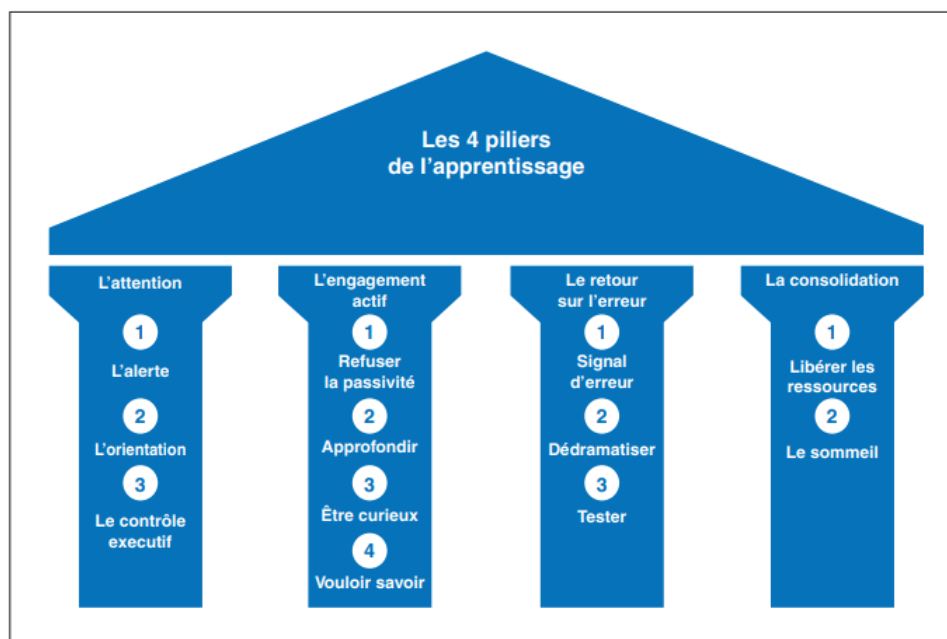 Les 4 piliers
de l'apprentissage
L'attention
1
L'alerte
2
L'orientation
3
Le contrôle
executif
L'engagement
actif
1
Refuser
la passivité
2
Approfondir
3
Être curieux
4
Vouloir savoir
Le retour
sur l'erreur
1
Signal
d'erreur
2
Dédramatiser
3
Tester
La consolidation
1
Libérer les
ressources
2
Le sommeil